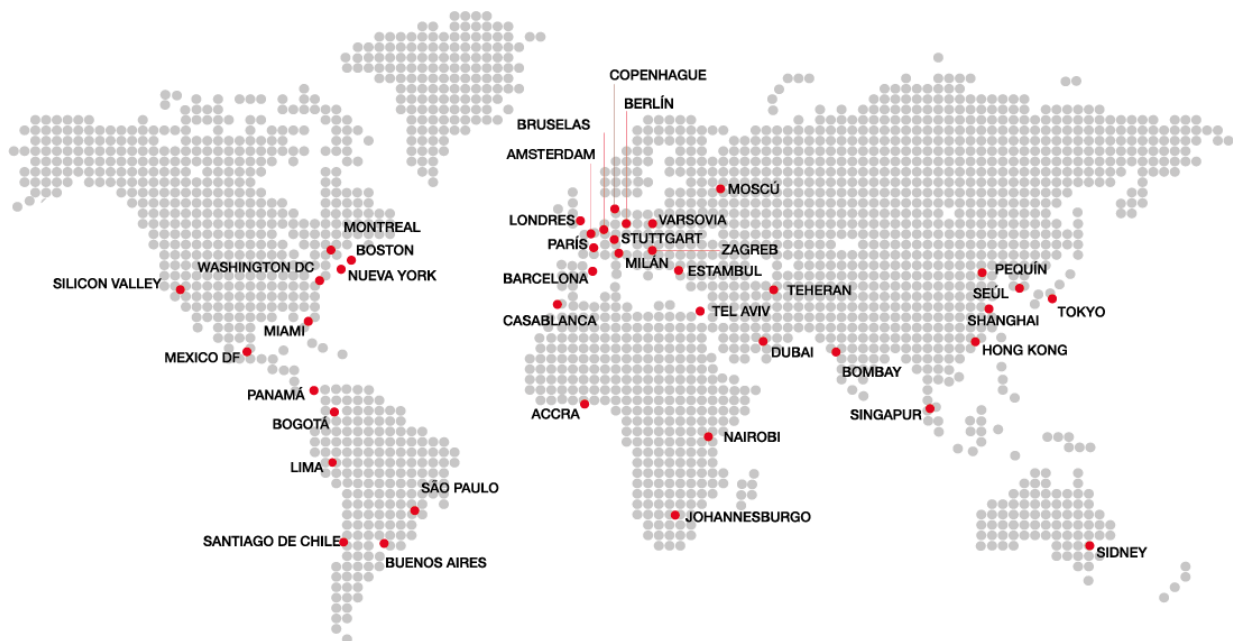 COPENHAGUE
BERLÍN
BRUSELAS
AMSTERDAM
MOSCÚ
LONDRES
VARSOVIA
MONTREAL
STUTTGART
PARÍS
BOSTON
ZAGREB
MILÁN
WASHINGTON DC
NUEVA YORK
BARCELONA
ESTAMBUL
PEQUÍN
SILICON VALLEY
TEHERAN
SEÚL
CASABLANCA
TEL AVIV
TOKYO
SHANGHAI
MIAMI
MEXICO DF
DUBAI
HONG KONG
BOMBAY
PANAMÁ
BOGOTÁ
ACCRA
SINGAPUR
NAIROBI
LIMA
SÃO PAULO
JOHANNESBURGO
SANTIAGO DE CHILE
BUENOS AIRES
SIDNEY